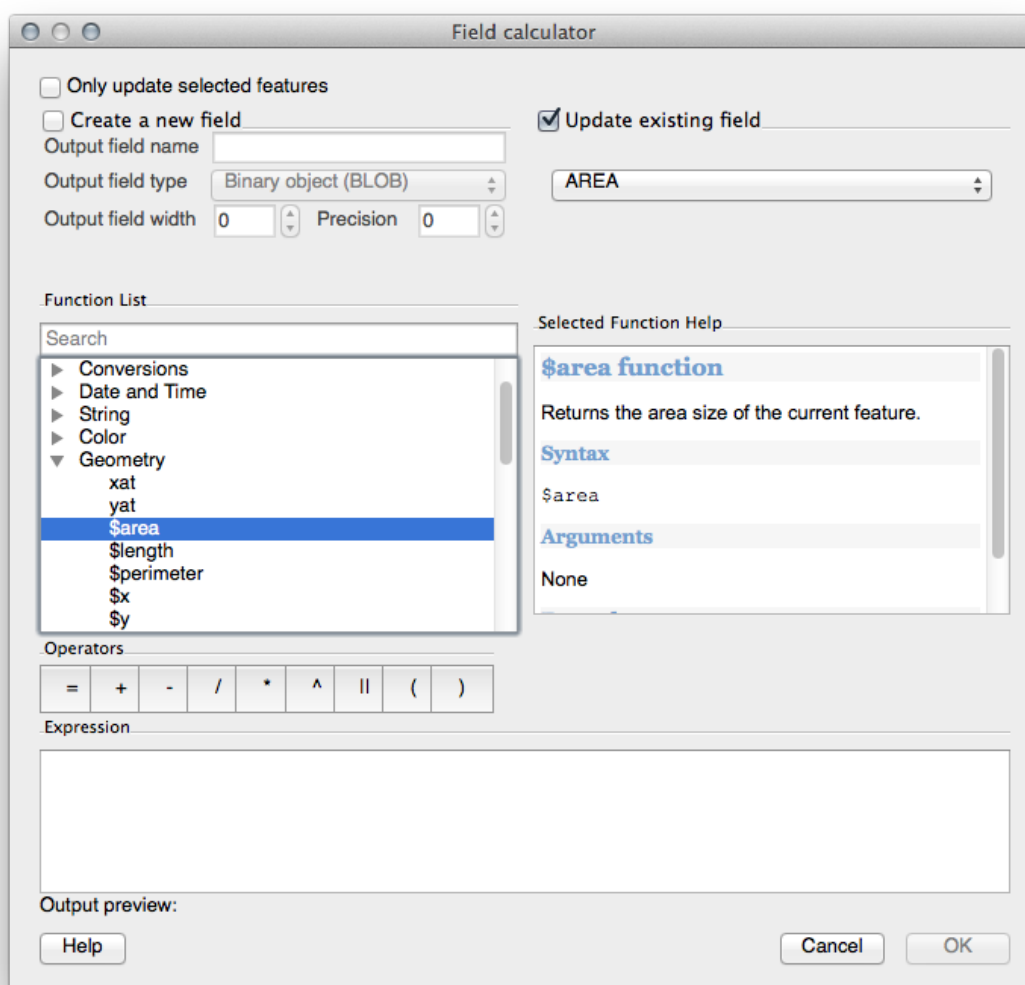 Field calculator
Only update selected features
Create a new field
Update existing field
Output field name
Output field type Binary object (BLOB)
AREA
Output field width 0 Precision 0
Function List
Search
Conversions
Date and Time
String
Color
Geometry
xat
yat
$area
$length
$perimeter
$x
$y
Selected Function Help
$area function
Returns the area size of the current feature.
Syntax
$area
Arguments
None
Operators
= + - / * ^ || ( )
Expression
Output preview:
Help
Cancel
OK